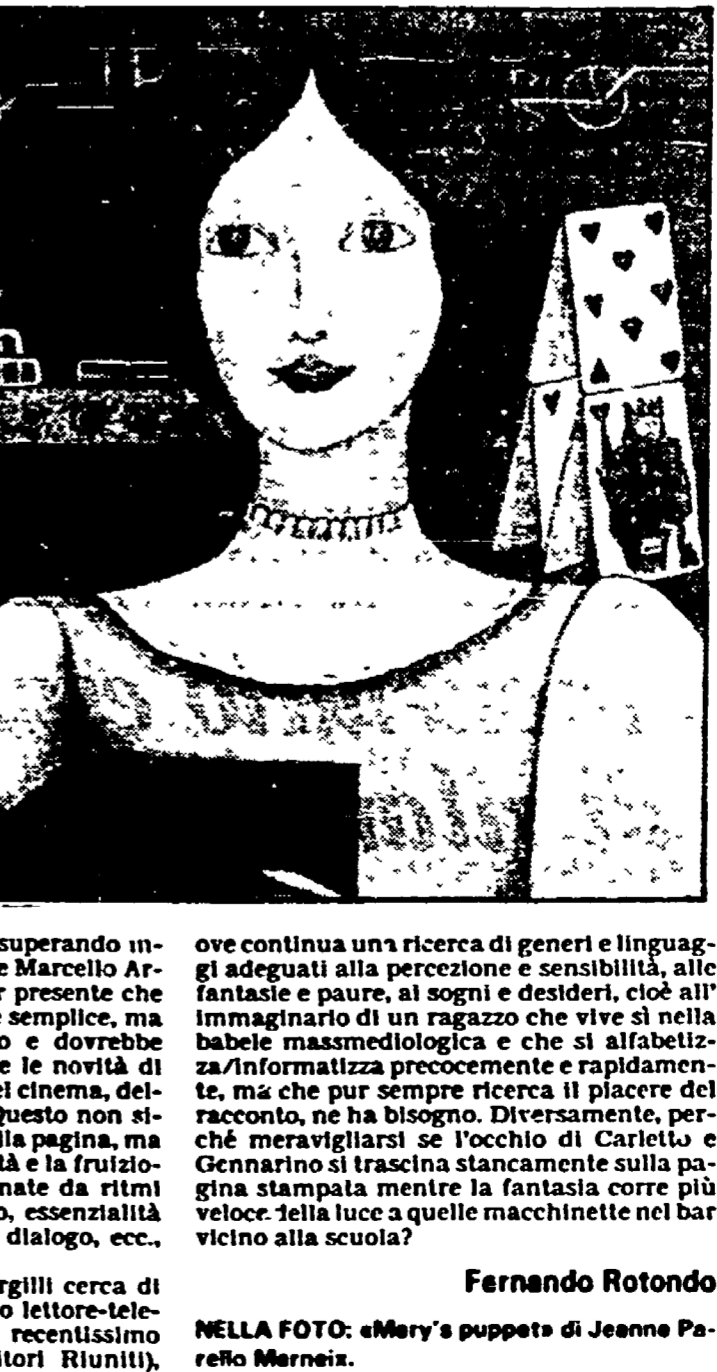 superando in-
e Marcello Ar-
r presente che
e semplice, ma
o e dovrebbe
e le novità di
el cinema, del-
Questo non si-
lla pagina, ma
tà e la fruizio-
nate da ritmi
o, essenzialità
dialogo, ecc.,
rgilli cerca di
o lettore-tele-
recentissimo
itori Riuniti),
ove continua una ricerca di generi e linguag-
gi adeguati alla percezione e sensibilità, alle
fantasie e paure, ai sogni e desideri, cioè all'
immaginario di un ragazzo che vive sì nella
babele massmediologica e che si alfabetiz-
za/informatizza precocemente e rapidamen-
te, ma che pur sempre ricerca il piacere del
racconto, ne ha bisogno. Diversamente, per-
ché meravigliarsi se l'occhio di Carletto e
Gennarino si trascina stancamente sulla pa-
gina stampata mentre la fantasia corre più
veloce della luce a quelle macchinette nel bar
vicino alla scuola?
Fernando Rotondo
NELLA FOTO: «Mary's puppet» di Jeanne Pa-
rello Merneix.